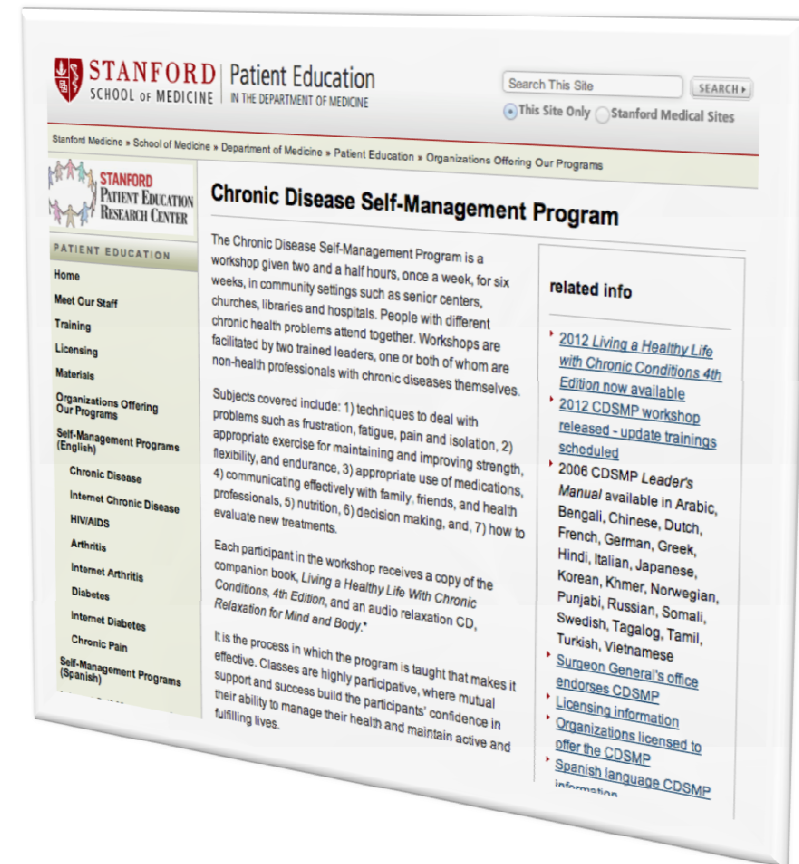 STANFORD
SCHOOL OF MEDICINE
Patient Education
IN THE DEPARTMENT OF MEDICINE
Search This Site
SEARCH
This Site Only
Stanford Medical Sites
Stanford Medicine » School of Medicine » Department of Medicine » Patient Education » Organizations Offering Our Programs
STANFORD
PATIENT EDUCATION
RESEARCH CENTER
PATIENT EDUCATION
Home
Meet Our Staff
Training
Licensing
Materials
Organizations Offering
Our Programs
Self-Management Programs
(English)
Chronic Disease
Internet Chronic Disease
HIV/AIDS
Arthritis
Internet Arthritis
Diabetes
Internet Diabetes
Chronic Pain
Self-Management Programs
(Spanish)
Chronic Disease Self-Management Program
The Chronic Disease Self-Management Program is a
workshop given two and a half hours, once a week, for six
weeks, in community settings such as senior centers,
churches, libraries and hospitals. People with different
chronic health problems attend together. Workshops are
facilitated by two trained leaders, one or both of whom are
non-health professionals with chronic diseases themselves.
Subjects covered include: 1) techniques to deal with
problems such as frustration, fatigue, pain and isolation, 2)
appropriate exercise for maintaining and improving strength,
flexibility, and endurance, 3) appropriate use of medications,
4) communicating effectively with family, friends, and health
professionals, 5) nutrition, 6) decision making, and, 7) how to
evaluate new treatments.
Each participant in the workshop receives a copy of the
companion book, Living a Healthy Life With Chronic
Conditions, 4th Edition, and an audio relaxation CD,
Relaxation for Mind and Body."
It is the process in which the program is taught that makes it
effective. Classes are highly participative, where mutual
support and success build the participants' confidence in
their ability to manage their health and maintain active and
fulfilling lives.
related info
2012 Living a Healthy Life
with Chronic Conditions 4th
Edition now available
2012 CDSMP workshop
released - update trainings
scheduled
2006 CDSMP Leader's
Manual available in Arabic,
Bengali, Chinese, Dutch,
French, German, Greek,
Hindi, Italian, Japanese,
Korean, Khmer, Norwegian,
Punjabi, Russian, Somali,
Swedish, Tagalog, Tamil,
Turkish, Vietnamese
Surgeon General's office
endorses CDSMP
Licensing information
Organizations licensed to
offer the CDSMP
Spanish language CDSMP
information